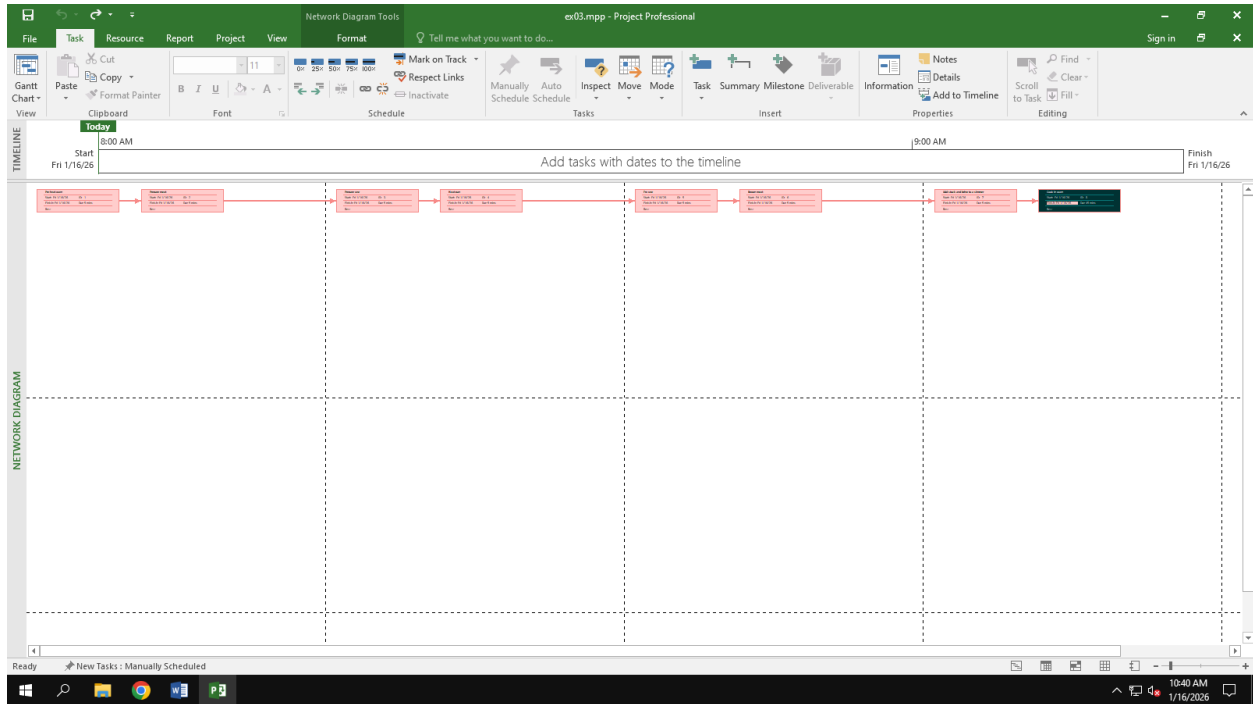 Network Diagram Tools
ex03.mpp - Project Professional
File Task Resource Report Project View Format Tell me what you want to do... Sign in
Gantt Chart
Paste
Cut
Copy
Format Painter
11
B I U A
0× 25× 50× 75× 100×
Mark on Track
Respect Links
Inactivate
Manually Schedule
Auto Schedule
Inspect Move Mode
Task Summary Milestone Deliverable
Information
Notes
Details
Add to Timeline
Scroll to Task
Find
Clear
Fill
View Clipboard Font Schedule Tasks Insert Properties Editing
TIMELINE
Today
8:00 AM 9:00 AM
Start
Fri 1/16/26
Add tasks with dates to the timeline
Finish
Fri 1/16/26
NETWORK DIAGRAM
Ready New Tasks : Manually Scheduled
10:40 AM
1/16/2026